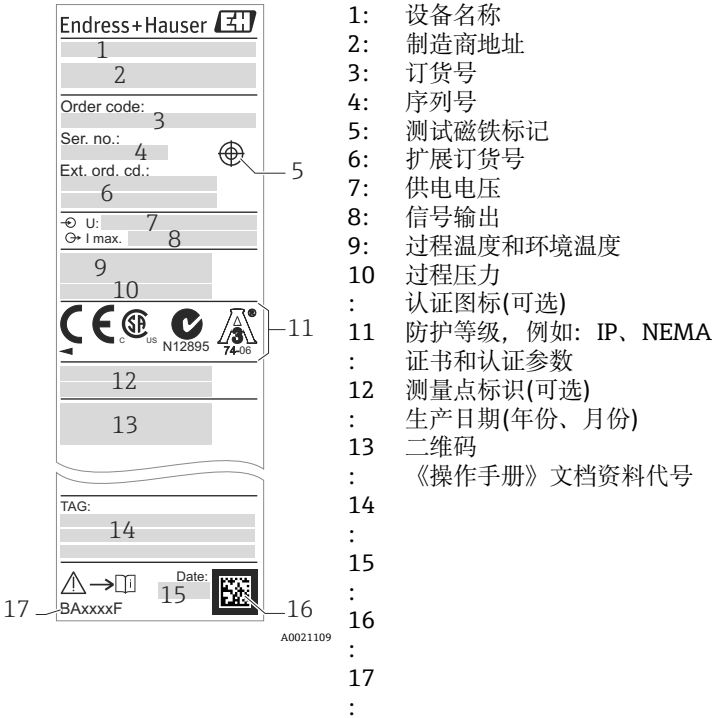 Endress+Hauser EH
1
2
Order code:
3
Ser. no.:
4
5
Ext. ord. cd.:
6
U:
7
I max.
8
9
10
CE
SA
C US
N12895
A
3
®
74-06
11
12
13
TAG:
14
Date:
15
16
17
BAxxxxF
A0021109
1: 设备名称
2: 制造商地址
3: 订货号
4: 序列号
5: 测试磁铁标记
6: 扩展订货号
7: 供电电压
8: 信号输出
9: 过程温度和环境温度
10 过程压力
: 认证图标(可选)
11 防护等级，例如：IP、NEMA
: 证书和认证参数
12 测量点标识(可选)
: 生产日期(年份、月份)
13 二维码
: 《操作手册》文档资料代号
14
:
15
:
16
:
17
: